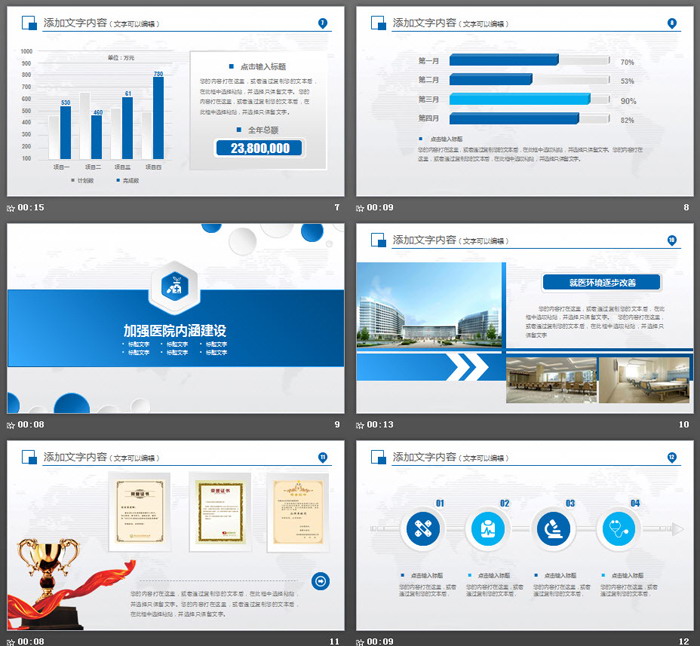 添加文字内容（文字可以编辑）
7
单位：万元
1000
900
800
700
600
500
400
300
200
100
530
460
61
780
项目一 项目二 项目三 项目四
计划额 完成额
点击输入标题
您的内容打在这里，或者通过复制您的文本后，
在此框中选择粘贴，并选择只保留文字。您的
内容打在这里，或者通过复制您的文本后，在
此框中选择粘贴，并选择只保留文字。
全年总额
23,800,000
00:15
7
添加文字内容（文字可以编辑）
8
第一月 70%
第二月 53%
第三月 90%
第四月 82%
点击输入标题
您的内容打在这里，或者通过复制您的文本后，在此框中选择粘贴，并选择只保留文字。您的内容打在这
里，或者通过复制您的文本后，在此框中选择粘贴，并选择只保留文字。
00:09
8
加强医院内涵建设
标题文字 标题文字 标题文字
标题文字 标题文字 标题文字
00:08
9
添加文字内容（文字可以编辑）
10
就医环境逐步改善
您的内容打在这里，或者通过复制您的文本后，在此
框中选择粘贴，并选择只保留文字。您的内容打在这里，
或者通过复制您的文本后，在此框中选择粘贴，并选择只
保留文字
00:13
10
添加文字内容（文字可以编辑）
11
荣誉证书
荣誉证书
您的内容打在这里，或者通过复制您的文本后，在此框中选择粘贴，并选
择只保留文字。您的内容打在这里，或者通过复制您的文本后，在此框中
选择粘贴，并选择只保留文字。
00:08
11
添加文字内容（文字可以编辑）
12
01 02 03 04
点击输入标题 点击输入标题 点击输入标题 点击输入标题
您的内容打在这里，或者通过复制您的文本后， 您的内容打在这里，或者通过复制您的文本后， 您的内容打在这里，或者通过复制您的文本后， 您的内容打在这里，或者通过复制您的文本后，
00:09
12